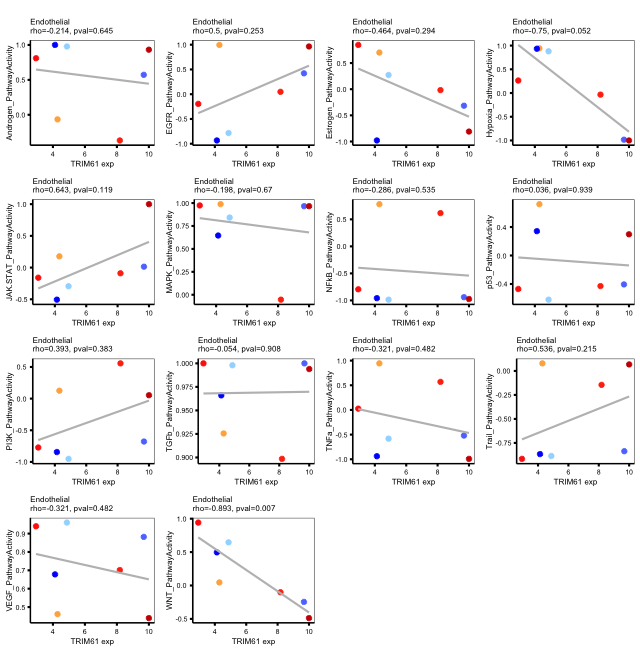 Endothelial
rho=-0.214, pval=0.645
Androgen_PathwayActivity
1.0
0.5
0.0
4
6
8
10
TRIM61 exp
Endothelial
rho=0.5, pval=0.253
EGFR_PathwayActivity
1.0
0.5
0.0
-0.5
-1.0
4
6
8
10
TRIM61 exp
Endothelial
rho=-0.464, pval=0.294
Estrogen_PathwayActivity
0.5
0.0
-0.5
-1.0
4
6
8
10
TRIM61 exp
Endothelial
rho=-0.75, pval=0.052
Hypoxia_PathwayActivity
1.0
0.5
0.0
-0.5
-1.0
4
6
8
10
TRIM61 exp
Endothelial
rho=0.643, pval=0.119
JAK-STAT_PathwayActivity
1.0
0.5
0.0
-0.5
4
6
8
10
TRIM61 exp
Endothelial
rho=-0.198, pval=0.67
MAPK_PathwayActivity
1.00
0.75
0.50
0.25
0.00
4
6
8
10
TRIM61 exp
Endothelial
rho=-0.286, pval=0.535
NFkB_PathwayActivity
0.5
0.0
-0.5
-1.0
4
6
8
10
TRIM61 exp
Endothelial
rho=0.036, pval=0.939
p53_PathwayActivity
0.4
0.0
-0.4
4
6
8
10
TRIM61 exp
Endothelial
rho=0.393, pval=0.383
PI3K_PathwayActivity
0.5
0.0
-0.5
-1.0
4
6
8
10
TRIM61 exp
Endothelial
rho=-0.054, pval=0.908
TGFb_PathwayActivity
1.000
0.975
0.950
0.925
0.900
4
6
8
10
TRIM61 exp
Endothelial
rho=-0.321, pval=0.482
TNFa_PathwayActivity
1.0
0.5
0.0
-0.5
-1.0
4
6
8
10
TRIM61 exp
Endothelial
rho=0.536, pval=0.215
Trail_PathwayActivity
0.00
-0.25
-0.50
-0.75
4
6
8
10
TRIM61 exp
Endothelial
rho=-0.321, pval=0.482
VEGF_PathwayActivity
0.9
0.8
0.7
0.6
0.5
4
6
8
10
TRIM61 exp
Endothelial
rho=-0.893, pval=0.007
WNT_PathwayActivity
1.0
0.5
0.0
-0.5
4
6
8
10
TRIM61 exp